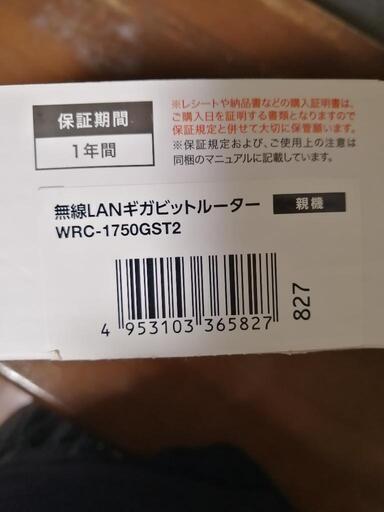 保証期間
1年間
※レシートや納品書などの購入証明書は、
ご購入日を証明する書類となりますので
保証規定と併せて大切に保管願います。
※保証規定および、ご使用上の注意は
同梱のマニュアルに記載しています。
無線LANギガビットルーター 親機
WRC-1750GST2
4 953103 365827
827